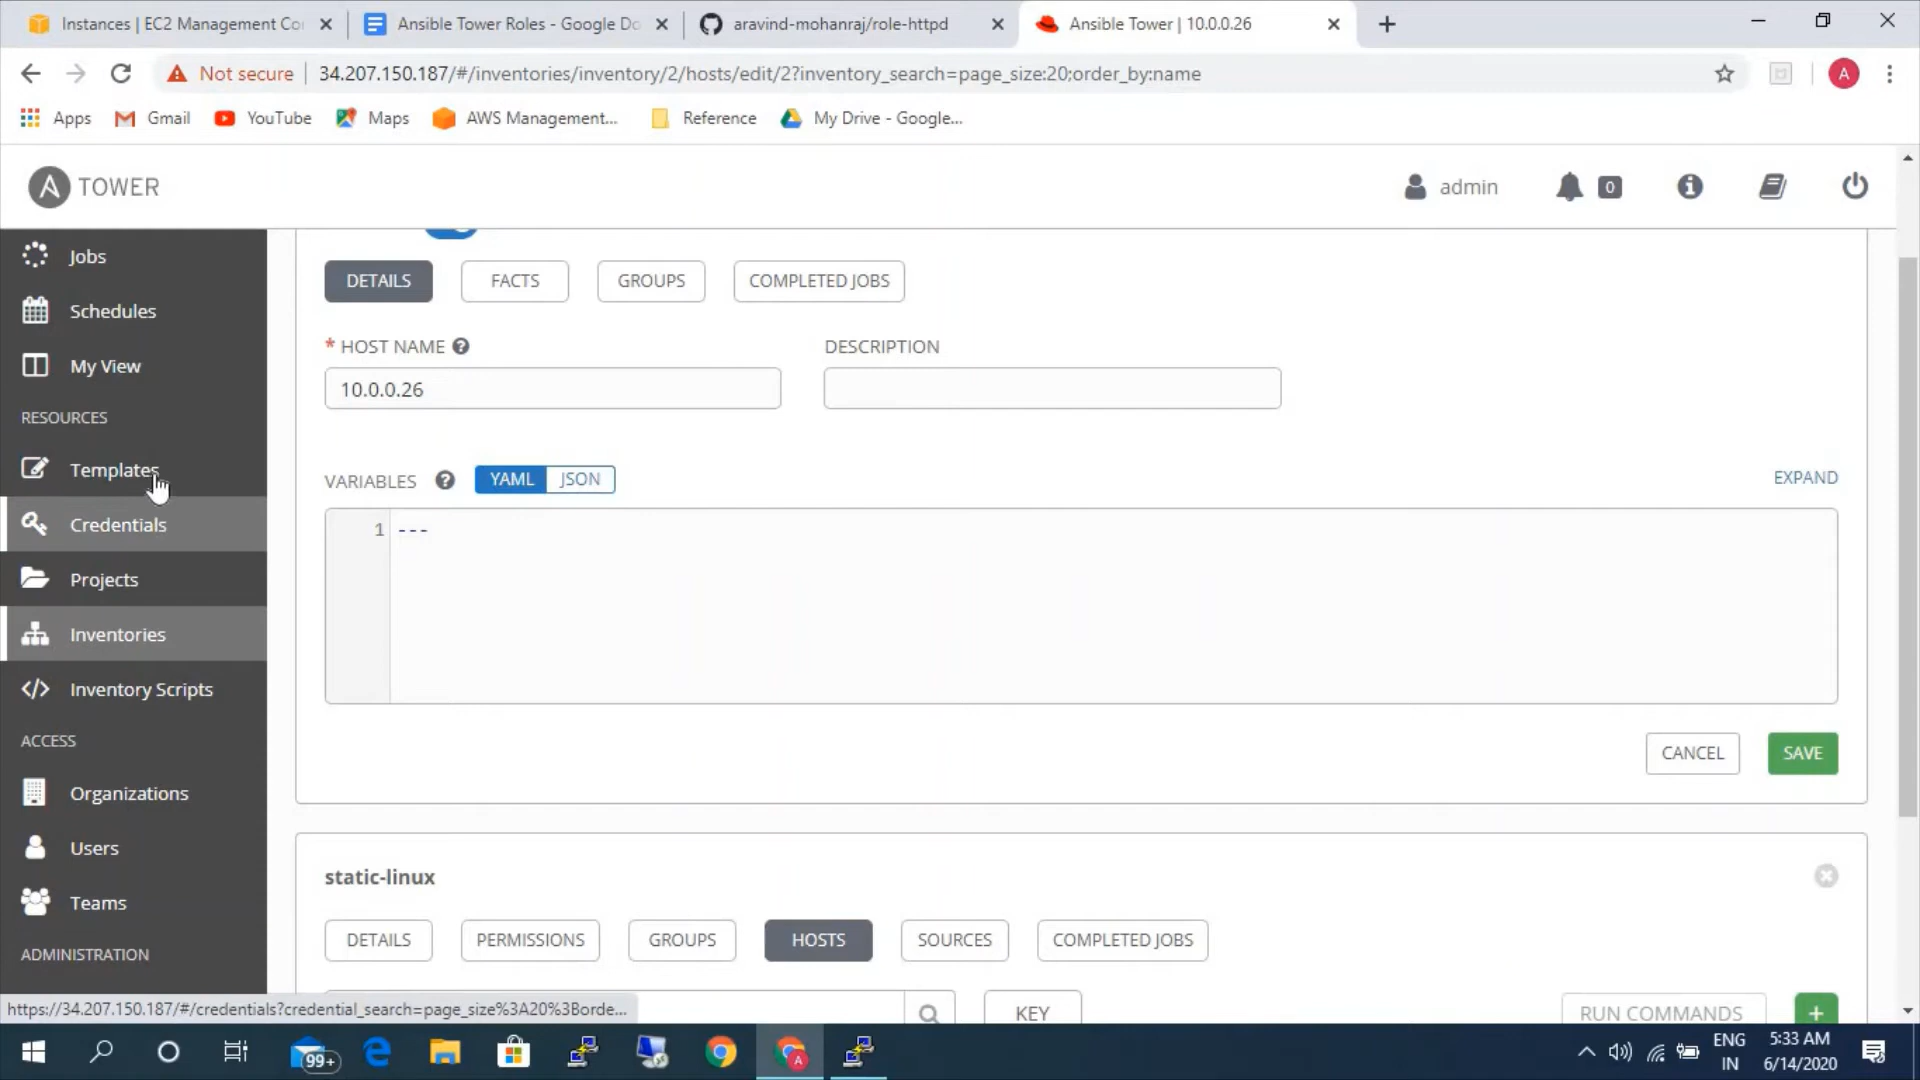 Instances | EC2 Management Co
Ansible Tower Roles - Google Do
aravind-mohanraj/role-httpd
Ansible Tower | 10.0.0.26
Not secure
34.207.150.187/#/inventories/inventory/2/hosts/edit/2?inventory_search=page_size:20;order_by:name
A
Apps
Gmail
YouTube
Maps
AWS Management...
Reference
My Drive - Google...
A TOWER
admin
0
Jobs
Schedules
My View
RESOURCES
Templates
Credentials
Projects
Inventories
Inventory Scripts
ACCESS
Organizations
Users
Teams
ADMINISTRATION
DETAILS
FACTS
GROUPS
COMPLETED JOBS
* HOST NAME
DESCRIPTION
10.0.0.26
VARIABLES
YAML
JSON
EXPAND
1 ---
CANCEL
SAVE
static-linux
DETAILS
PERMISSIONS
GROUPS
HOSTS
SOURCES
COMPLETED JOBS
KEY
RUN COMMANDS
https://34.207.150.187/#/credentials?credential_search=page_size%3A20%3Borde...
99+
A
ENG
IN
5:33 AM
6/14/2020